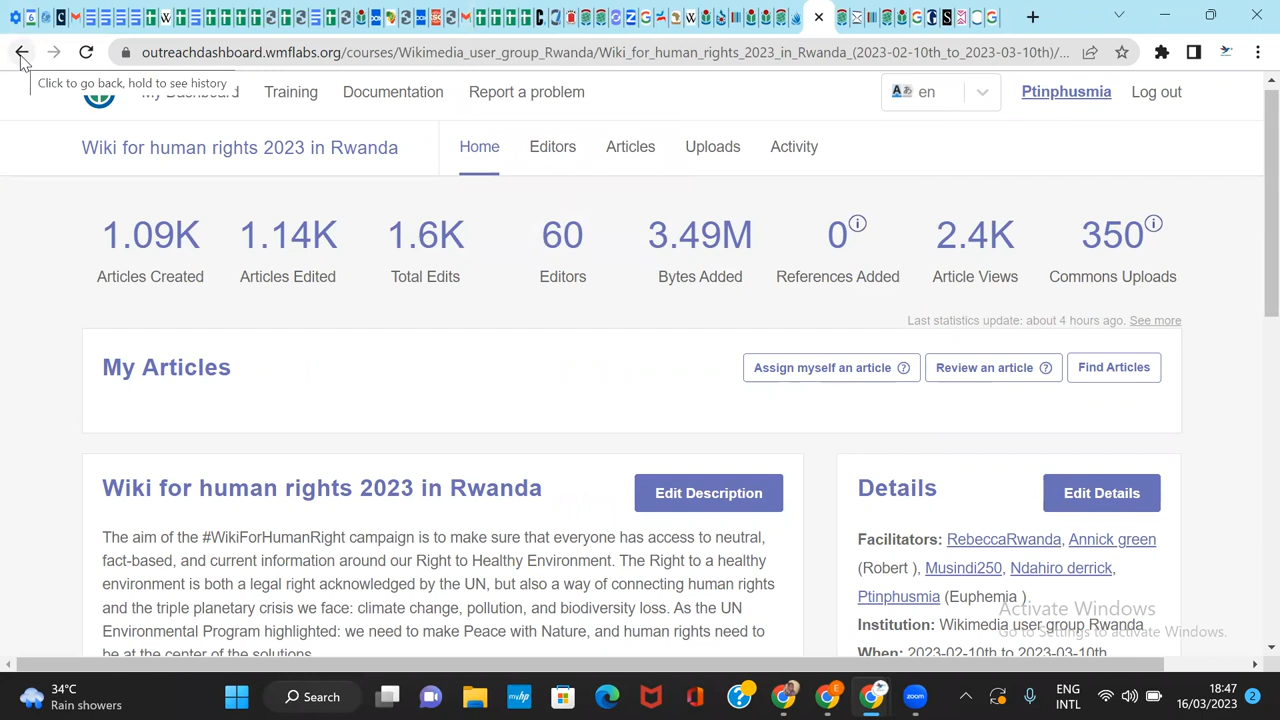 outreachdashboard.wmflabs.org/courses/Wikimedia_user_group_Rwanda/Wiki_for_human_rights_2023_in_Rwanda_(2023-02-10th_to_2023-03-10th)/...
Click to go back, hold to see history
My Dashboard Training Documentation Report a problem en Ptinphusmia Log out
Wiki for human rights 2023 in Rwanda Home Editors Articles Uploads Activity
1.09K 1.14K 1.6K 60 3.49M 0 2.4K 350
Articles Created Articles Edited Total Edits Editors Bytes Added References Added Article Views Commons Uploads
Last statistics update: about 4 hours ago. See more
My Articles Assign myself an article Review an article Find Articles
Wiki for human rights 2023 in Rwanda Edit Description
The aim of the #WikiForHumanRight campaign is to make sure that everyone has access to neutral,
fact-based, and current information around our Right to Healthy Environment. The Right to a healthy
environment is both a legal right acknowledged by the UN, but also a way of connecting human rights
and the triple planetary crisis we face: climate change, pollution, and biodiversity loss. As the UN
Environmental Program highlighted: we need to make Peace with Nature, and human rights need to
be at the center of the solutions.
Details Edit Details
Facilitators: RebeccaRwanda, Annick green
(Robert ), Musindi250, Ndahiro derrick,
Ptinphusmia (Euphemia )
Institution: Wikimedia user group Rwanda
When: 2023-02-10th to 2023-03-10th
Activate Windows
Go to Settings to activate Windows.
34°C
Rain showers
Search
ENG
INTL
18:47
16/03/2023
2